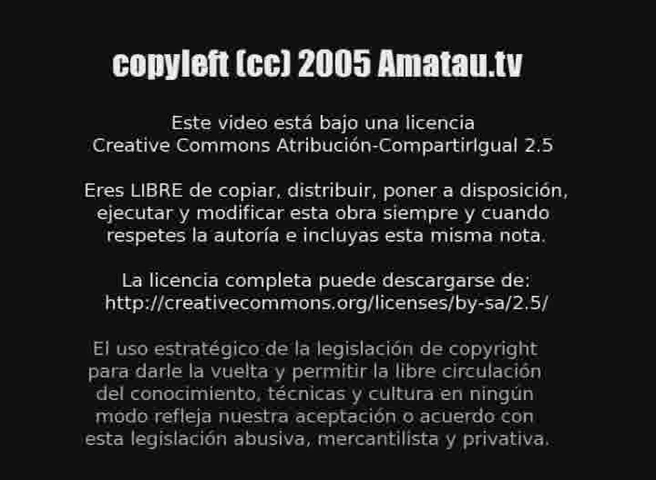 copyleft (cc) 2005 Amatau.tv
Este video está bajo una licencia
Creative Commons Atribución-CompartirIgual 2.5
Eres LIBRE de copiar, distribuir, poner a disposición,
ejecutar y modificar esta obra siempre y cuando
respetes la autoría e incluyas esta misma nota.
La licencia completa puede descargarse de:
http://creativecommons.org/licenses/by-sa/2.5/
El uso estratégico de la legislación de copyright
para darle la vuelta y permitir la libre circulación
del conocimiento, técnicas y cultura en ningún
modo refleja nuestra aceptación o acuerdo con
esta legislación abusiva, mercantilista y privativa.